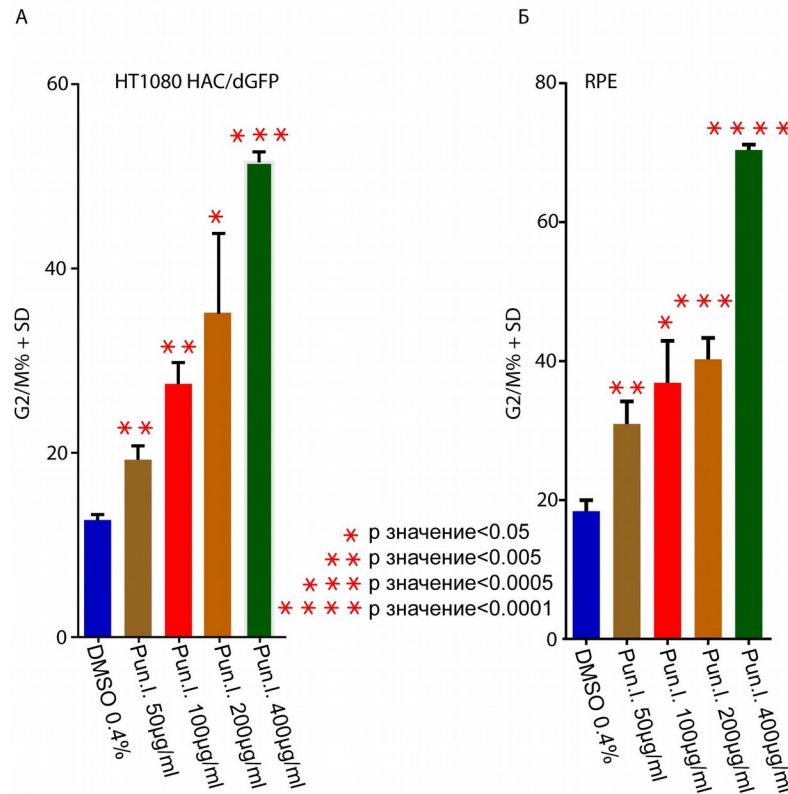 А
HT1080 HAC/dGFP
60
40
20
0
G2/M% + SD
***
*
**
**
DMSO 0.4%
Pun.I. 50µg/ml
Pun.I. 100µg/ml
Pun.I. 200µg/ml
Pun.I. 400µg/ml
* р значение<0.05
** р значение<0.005
*** р значение<0.0005
**** р значение<0.0001
Б
RPE
80
60
40
20
0
G2/M% + SD
****
***
*
**
DMSO 0.4%
Pun.I. 50µg/ml
Pun.I. 100µg/ml
Pun.I. 200µg/ml
Pun.I. 400µg/ml